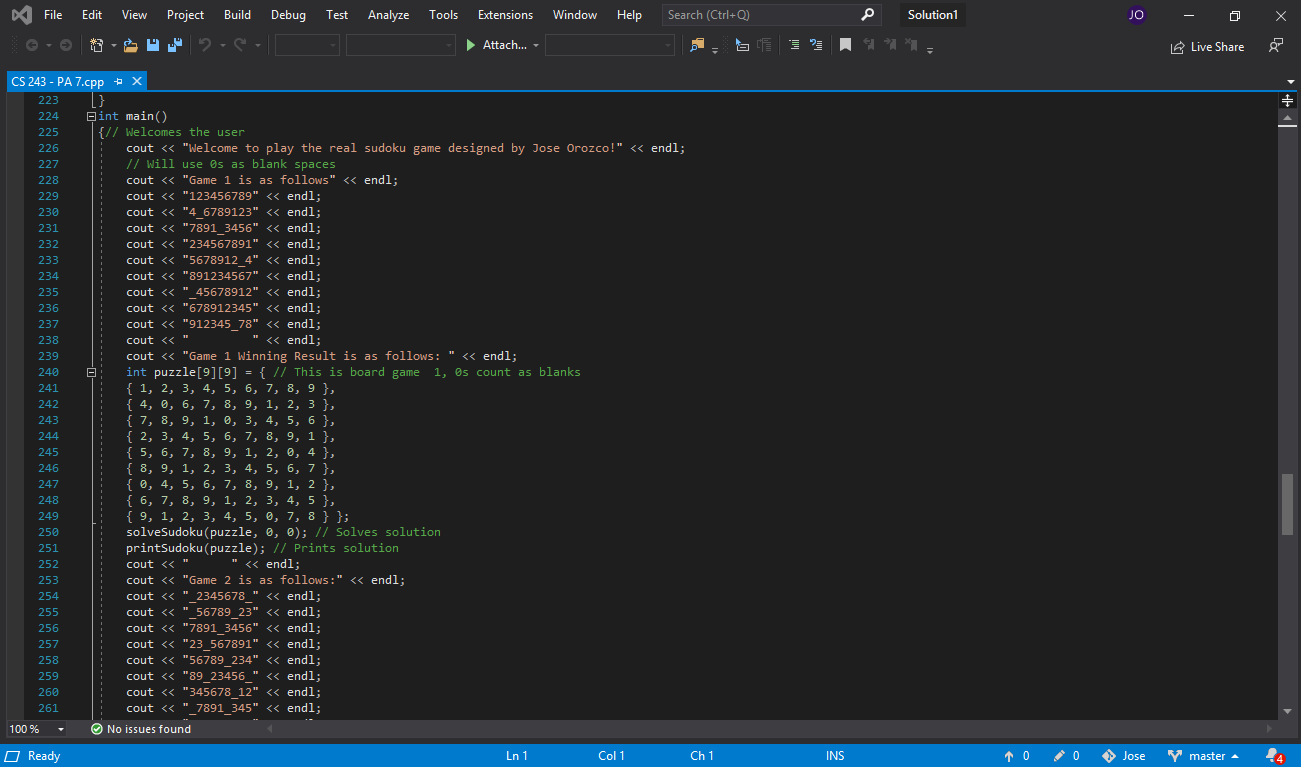 File Edit View Project Build Debug Test Analyze Tools Extensions Window Help Search (Ctrl+Q) Solution1 JO
Attach... Live Share
CS 243 - PA 7.cpp
223 }
224 int main()
225 {// Welcomes the user
226 cout << "Welcome to play the real sudoku game designed by Jose Orozco!" << endl;
227 // Will use 0s as blank spaces
228 cout << "Game 1 is as follows" << endl;
229 cout << "123456789" << endl;
230 cout << "4_6789123" << endl;
231 cout << "7891_3456" << endl;
232 cout << "234567891" << endl;
233 cout << "5678912_4" << endl;
234 cout << "891234567" << endl;
235 cout << "_45678912" << endl;
236 cout << "678912345" << endl;
237 cout << "912345_78" << endl;
238 cout << "         " << endl;
239 cout << "Game 1 Winning Result is as follows: " << endl;
240 int puzzle[9][9] = { // This is board game  1, 0s count as blanks
241 { 1, 2, 3, 4, 5, 6, 7, 8, 9 },
242 { 4, 0, 6, 7, 8, 9, 1, 2, 3 },
243 { 7, 8, 9, 1, 0, 3, 4, 5, 6 },
244 { 2, 3, 4, 5, 6, 7, 8, 9, 1 },
245 { 5, 6, 7, 8, 9, 1, 2, 0, 4 },
246 { 8, 9, 1, 2, 3, 4, 5, 6, 7 },
247 { 0, 4, 5, 6, 7, 8, 9, 1, 2 },
248 { 6, 7, 8, 9, 1, 2, 3, 4, 5 },
249 { 9, 1, 2, 3, 4, 5, 0, 7, 8 } };
250 solveSudoku(puzzle, 0, 0); // Solves solution
251 printSudoku(puzzle); // Prints solution
252 cout << "      " << endl;
253 cout << "Game 2 is as follows:" << endl;
254 cout << "_2345678_" << endl;
255 cout << "_56789_23" << endl;
256 cout << "7891_3456" << endl;
257 cout << "23_567891" << endl;
258 cout << "56789_234" << endl;
259 cout << "89_23456_" << endl;
260 cout << "345678_12" << endl;
261 cout << "_7891_345" << endl;
100 % No issues found
Ready Ln 1 Col 1 Ch 1 INS 0 0 Jose master 4